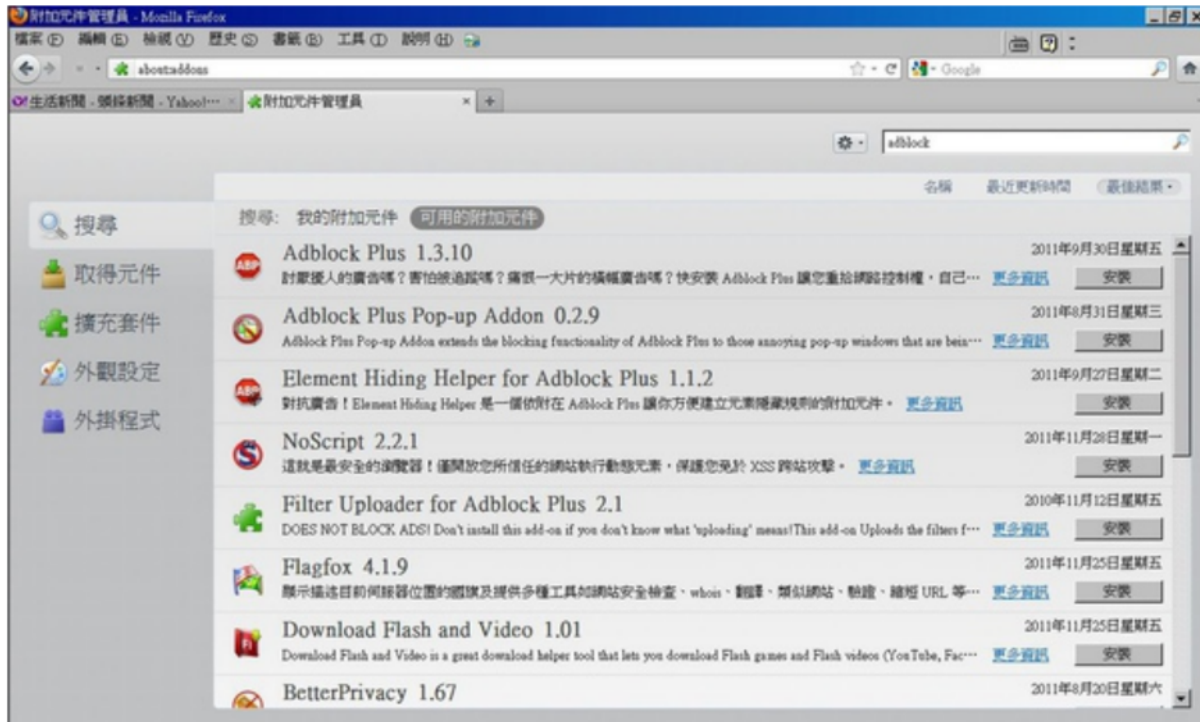 附加元件管理員 - Mozilla Firefox
檔案(F) 編輯(E) 檢視(V) 歷史(S) 書籤(B) 工具(T) 說明(H)
about:addons
Google
生活新聞 - 頭條新聞 - Yahoo!… 附加元件管理員
adblock
名稱 最近更新時間 最佳結果
搜尋
取得元件
擴充套件
外觀設定
外掛程式
搜尋: 我的附加元件 可用的附加元件
Adblock Plus 1.3.10 2011年9月30日星期五
討厭擾人的廣告嗎？害怕被追蹤嗎？痛恨一大片的橫幅廣告嗎？快安裝 Adblock Plus 讓您重拾網路控制權，自己… 更多資訊 安裝
Adblock Plus Pop-up Addon 0.2.9 2011年8月31日星期三
Adblock Plus Pop-up Addon extends the blocking functionality of Adblock Plus to those annoying pop-up windows that are bein… 更多資訊 安裝
Element Hiding Helper for Adblock Plus 1.1.2 2011年9月27日星期二
對抗廣告！Element Hiding Helper 是一個依附在 Adblock Plus 讓你方便建立元素隱藏規則的附加元件。 更多資訊 安裝
NoScript 2.2.1 2011年11月28日星期一
這就是最安全的瀏覽器！僅開放您所信任的網站執行動態元素，保護您免於 XSS 跨站攻擊。 更多資訊 安裝
Filter Uploader for Adblock Plus 2.1 2010年11月12日星期五
DOES NOT BLOCK ADS! Don't install this add-on if you don't know what 'uploading' means!This add-on Uploads the filters f… 更多資訊 安裝
Flagfox 4.1.9 2011年11月25日星期五
顯示描述目前伺服器位置的國旗及提供多種工具如網站安全檢查、whois、翻譯、類似網站、驗證、縮短 URL 等… 更多資訊 安裝
Download Flash and Video 1.01 2011年11月25日星期五
Download Flash and Video is a great download helper tool that lets you download Flash games and Flash videos (YouTube, Fac… 更多資訊 安裝
BetterPrivacy 1.67 2011年8月20日星期六